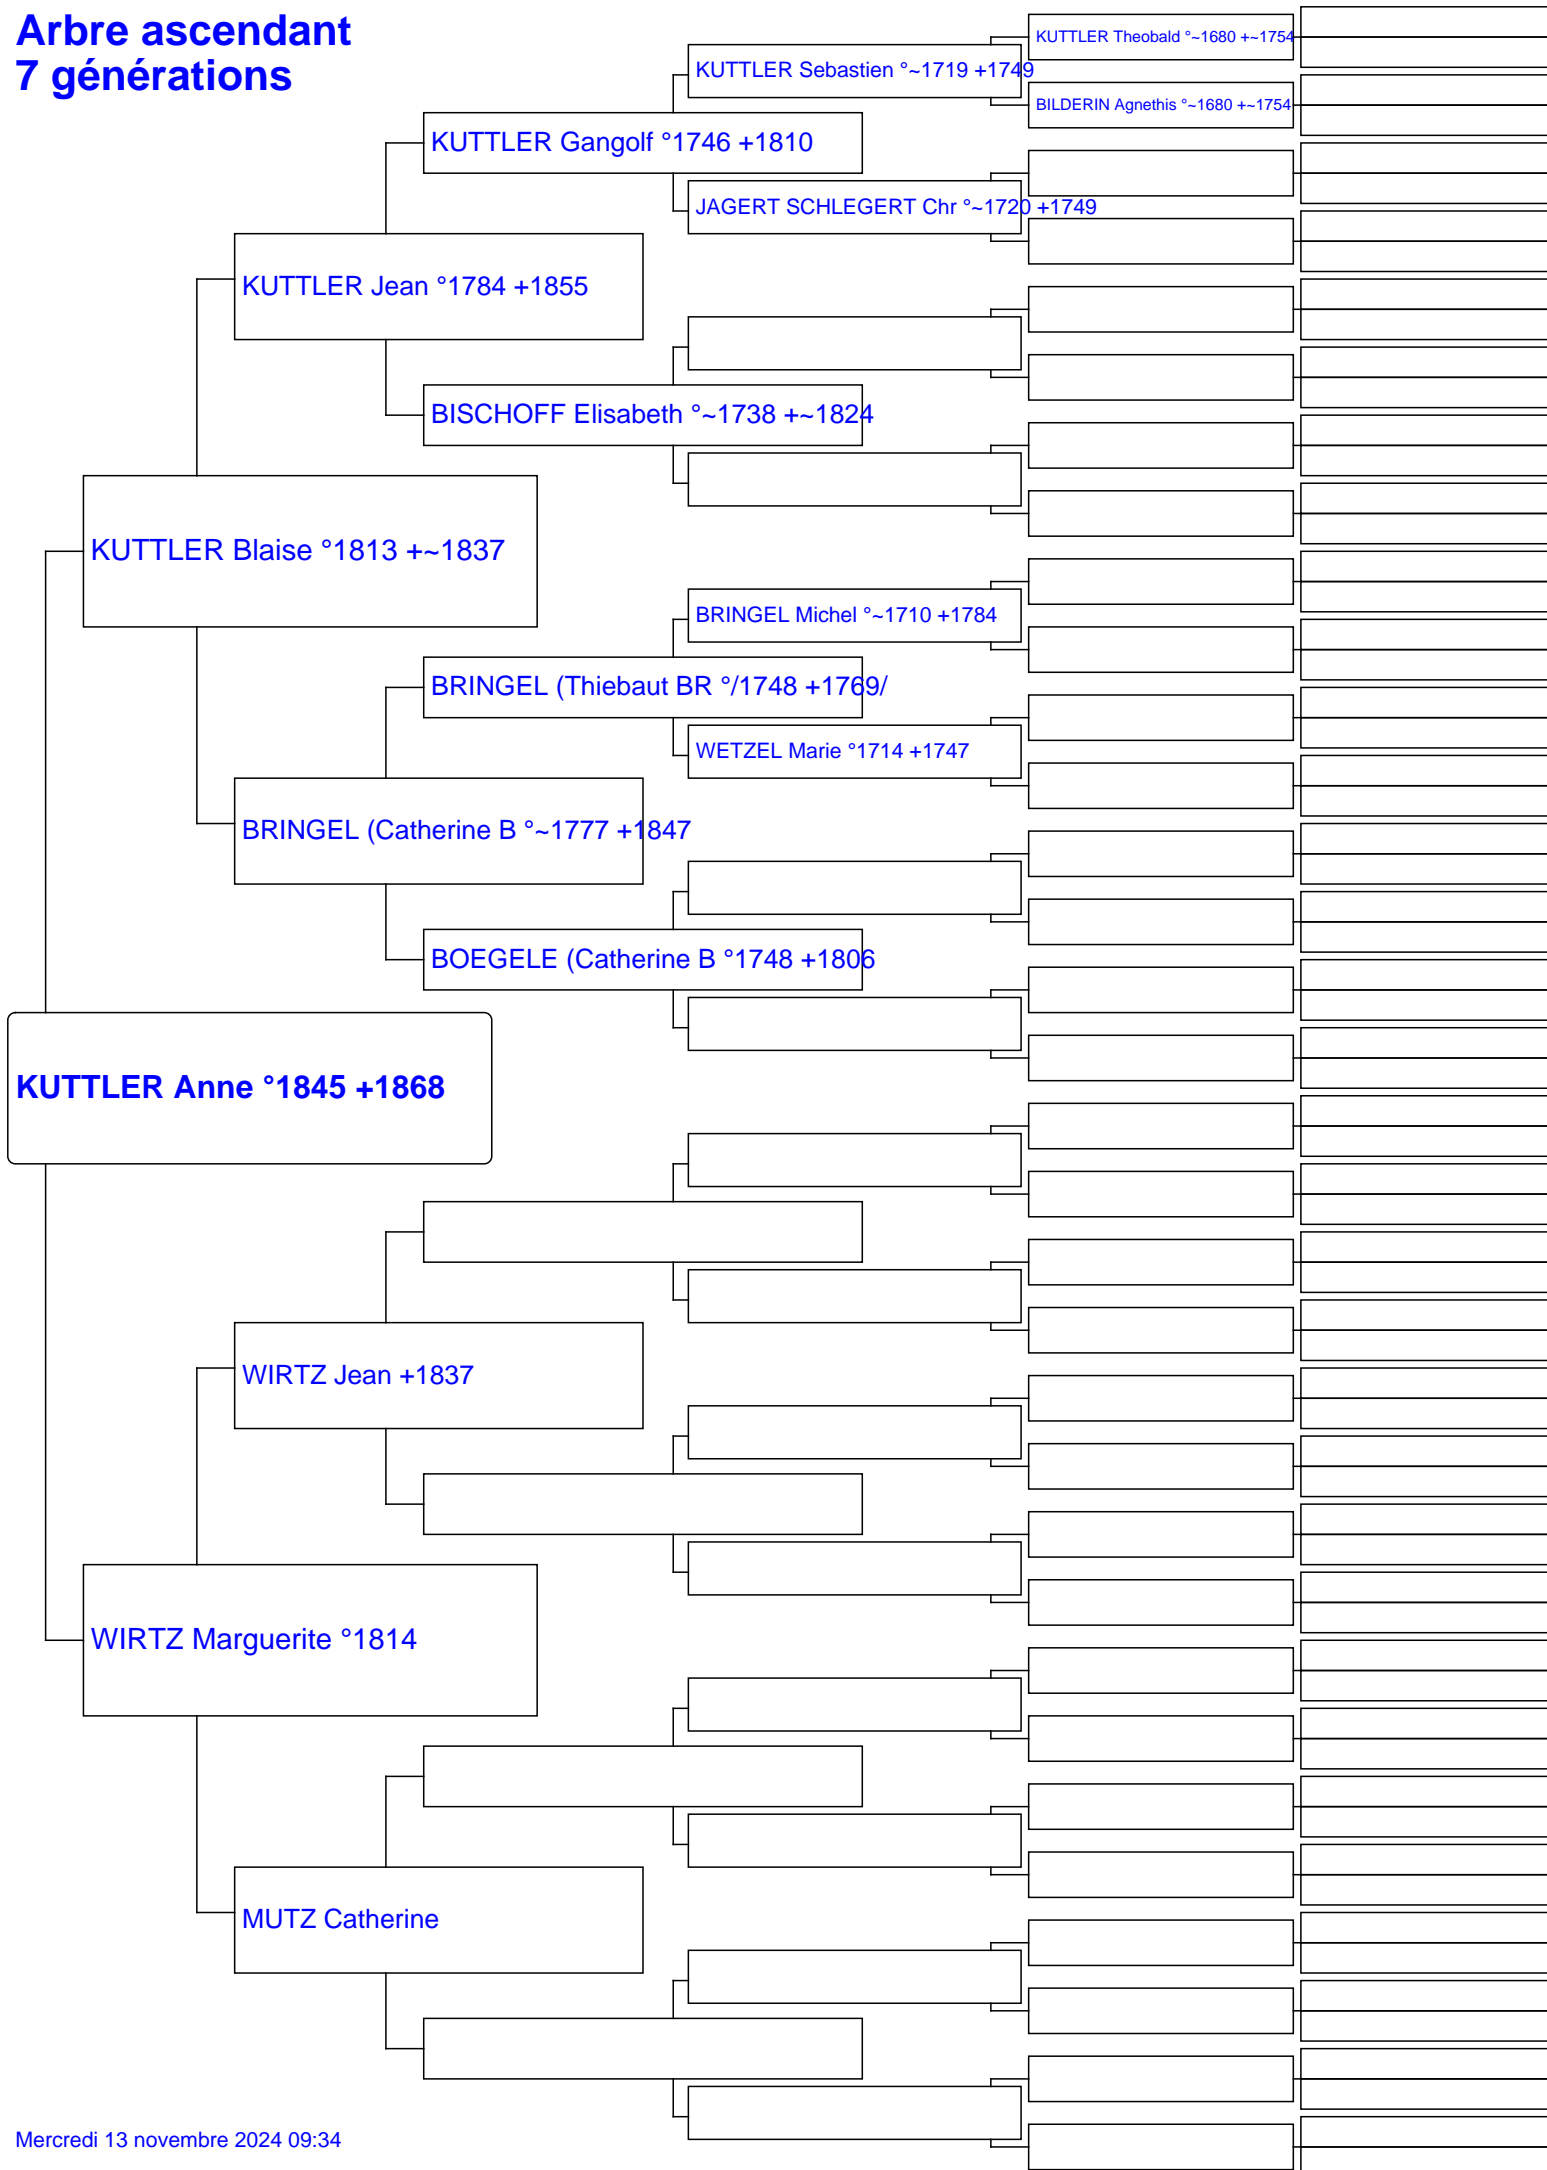 Arbre ascendant
7 générations
KUTTLER Theobald °~1680 +~1754
KUTTLER Sebastien °~1719 +1749
BILDERIN Agnethis °~1680 +~1754
KUTTLER Gangolf °1746 +1810
JAGERT SCHLEGERT Chr °~1720 +1749
KUTTLER Jean °1784 +1855
BISCHOFF Elisabeth °~1738 +~1824
KUTTLER Blaise °1813 +~1837
BRINGEL Michel °~1710 +1784
BRINGEL (Thiebaut BR °/1748 +1769/
WETZEL Marie °1714 +1747
BRINGEL (Catherine B °~1777 +1847
BOEGELE (Catherine B °1748 +1806
KUTTLER Anne °1845 +1868
WIRTZ Jean +1837
WIRTZ Marguerite °1814
MUTZ Catherine
Mercredi 13 novembre 2024 09:34